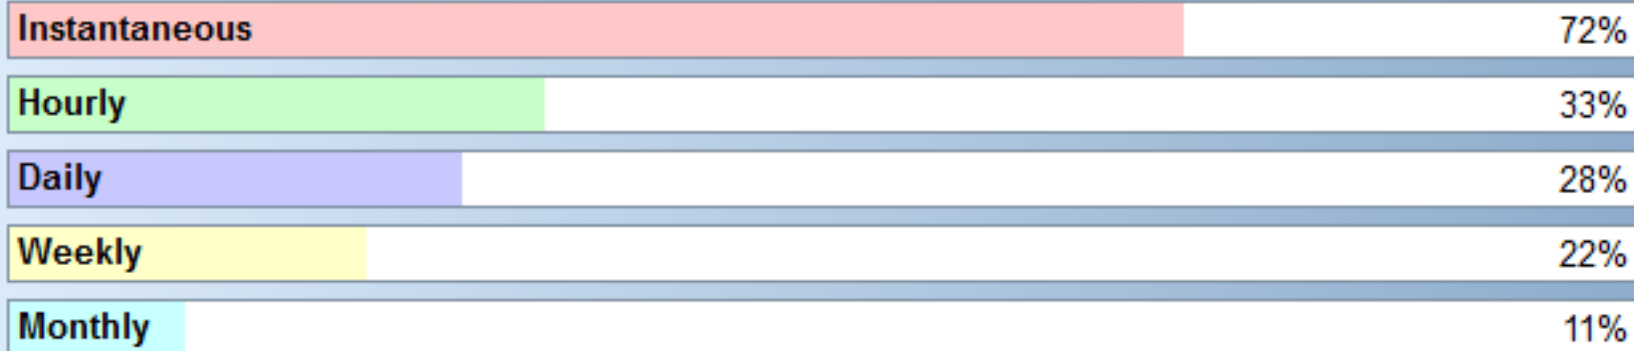 Instantaneous 72%
Hourly 33%
Daily 28%
Weekly 22%
Monthly 11%